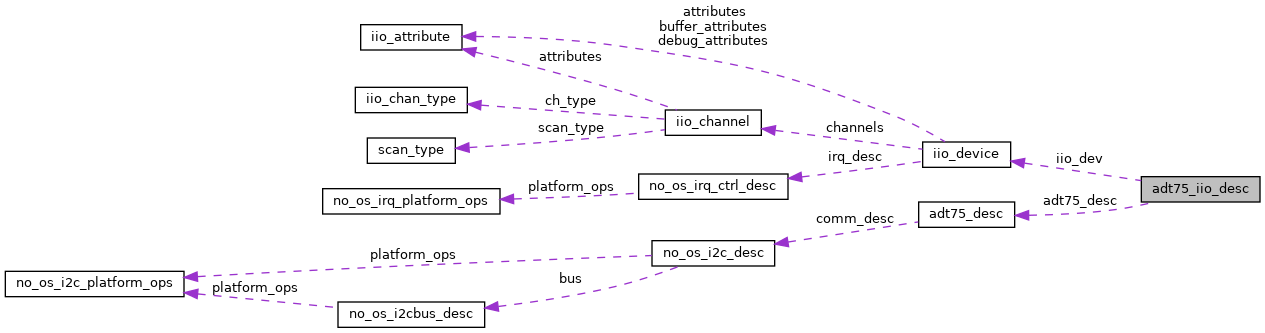 attributes
buffer_attributes
debug_attributes
iio_attribute
attributes
iio_chan_type
ch_type
iio_channel
scan_type
scan_type
channels
iio_device
irq_desc
iio_dev
no_os_irq_ctrl_desc
platform_ops
no_os_irq_platform_ops
adt75_iio_desc
adt75_desc
adt75_desc
comm_desc
no_os_i2c_desc
platform_ops
no_os_i2c_platform_ops
bus
platform_ops
no_os_i2cbus_desc